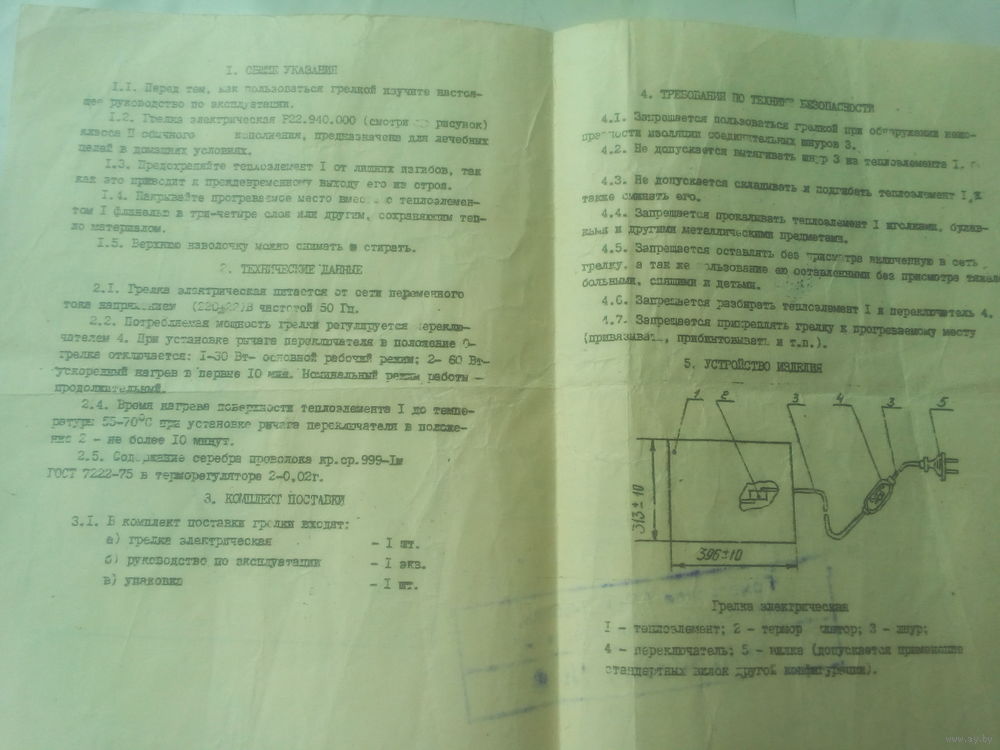 I. ОБЩИЕ УКАЗАНИЯ
I.I. Перед тем, как пользоваться грелкой изучите настоя-
щее руководство по эксплуатации.
I.2. Грелка электрическая F22.940.000 (смотри рисунок)
класса II обычного исполнения, предназначена для лечебных
целей в домашних условиях.
I.3. Предохраняйте теплоэлемент I от лишних изгибов, так
как это приводит к преждевременному выходу его из строя.
I.4. Накрывайте прогреваемое место вместе с теплоэлемен-
том I фланелью в три-четыре слоя или другим, сохраняющим теп-
ло материалом.
I.5. Верхнюю наволочку можно снимать и стирать.
2. ТЕХНИЧЕСКИЕ ДАННЫЕ
2.I. Грелка электрическая питается от сети переменного
тока напряжением (220±22)В частотой 50 Гц.
2.2. Потребляемая мощность грелки регулируется переклю-
чателем 4. При установке рычага переключателя в положение 0-
грелка отключается: I-30 Вт- основной рабочий режим; 2- 60 Вт-
ускоренный нагрев в первые I0 мин. Номинальный режим работы -
продолжительный.
2.4. Время нагрева поверхности теплоэлемента I до темпе-
ратуры 55-70°С при установке рычага переключателя в положе-
ние 2 - не более I0 минут.
2.5. Содержание серебра проволока кр.ср.999-Iм
ГОСТ 7222-75 в терморегулятора 2-0,02г.
3. КОМПЛЕКТ ПОСТАВКИ
3.I. В комплект поставки грелки входят:
а) грелка электрическая - I шт.
б) руководство по эксплуатации - I экз.
в) упаковка - I шт.
4. ТРЕБОВАНИЯ ПО ТЕХНИКЕ БЕЗОПАСНОСТИ
4.I. Запрещается пользоваться грелкой при обнаружении неис-
правности изоляции соединительных шнуров 3.
4.2. Не допускается вытягивать шнур 3 из теплоэлемента I.
4.3. Не допускается складывать и подгибать теплоэлемент I,
также сминать его.
4.4. Запрещается прокалывать теплоэлемент I иголками, булав-
ками и другими металлическими предметами.
4.5. Запрещается оставлять без присмотра включенную в сеть
грелку, а так же пользование ею оставленными без присмотра тяжело
больными, спящими и детьми.
4.6. Запрещается разбирать теплоэлемент I и переключатель 4.
4.7. Запрещается прикреплять грелку к прогреваемому месту
(привязывать, прибинтовывать и т.п.).
5. УСТРОЙСТВО ИЗДЕЛИЯ
1 2 3 4 3 5
313±10
396±10
Грелка электрическая
I - теплоэлемент; 2 - терморегулятор; 3 - шнур;
4 - переключатель; 5 - вилка (допускается применение
стандартных вилок другой конфигурации).
www.ay.by